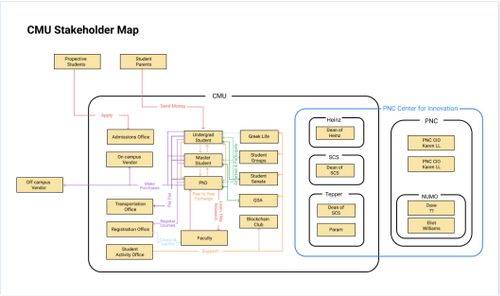 CMU Stakeholder Map
Prospective
Students
Student
Parents
CMU
Send Money
PNC Center for Innovation
Apply
Admissions Office
Undergrad
Student
Greek Life
Heinz
Dean of
Heinz
PNC
On campus
Vendor
Master
Student
Student
Groups
PNC CIO
Karen LL
SCS
Dean of
SCS
PNC CIO
Karen LL
Off campus
Vendor
Make
Purchases
PhD
Student
Senate
Peer to Peer
Exchange
Tepper
NUMO
Transportation
Office
Pay Fee
GSA
Dean of
SCS
Dave
??
Registration Office
Register
Courses
Blockchain
Club
Param
Eliot
Williams
Faculty
Student
Activity Office
Support